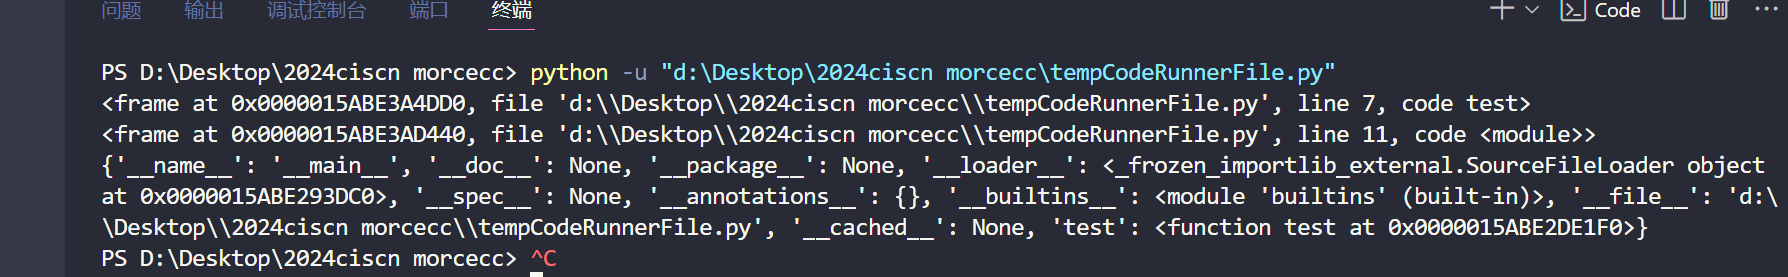 问题 输出 调试控制台 端口 终端 Code
PS D:\Desktop\2024ciscn morcecc> python -u "d:\Desktop\2024ciscn morcecc\tempCodeRunnerFile.py"
<frame at 0x0000015ABE3A4DD0, file 'd:\\Desktop\\2024ciscn morcecc\\tempCodeRunnerFile.py', line 7, code test>
<frame at 0x0000015ABE3AD440, file 'd:\\Desktop\\2024ciscn morcecc\\tempCodeRunnerFile.py', line 11, code <module>>
{'__name__': '__main__', '__doc__': None, '__package__': None, '__loader__': <_frozen_importlib_external.SourceFileLoader object
at 0x0000015ABE293DC0>, '__spec__': None, '__annotations__': {}, '__builtins__': <module 'builtins' (built-in)>, '__file__': 'd:\
\Desktop\\2024ciscn morcecc\\tempCodeRunnerFile.py', '__cached__': None, 'test': <function test at 0x0000015ABE2DE1F0>}
PS D:\Desktop\2024ciscn morcecc> ^C